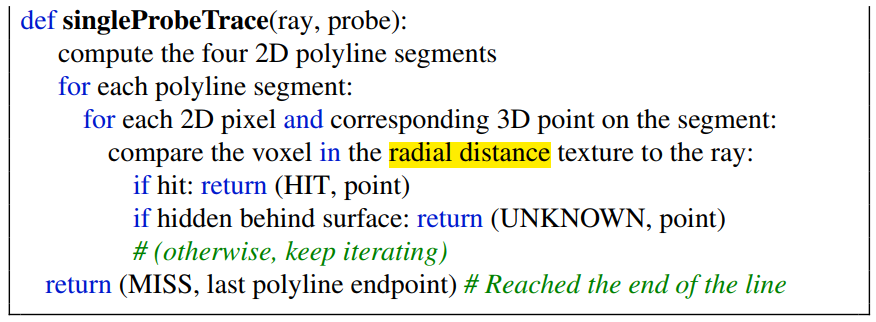 def singleProbeTrace(ray, probe):
compute the four 2D polyline segments
for each polyline segment:
for each 2D pixel and corresponding 3D point on the segment:
compare the voxel in the radial distance texture to the ray:
if hit: return (HIT, point)
if hidden behind surface: return (UNKNOWN, point)
# (otherwise, keep iterating)
return (MISS, last polyline endpoint) # Reached the end of the line